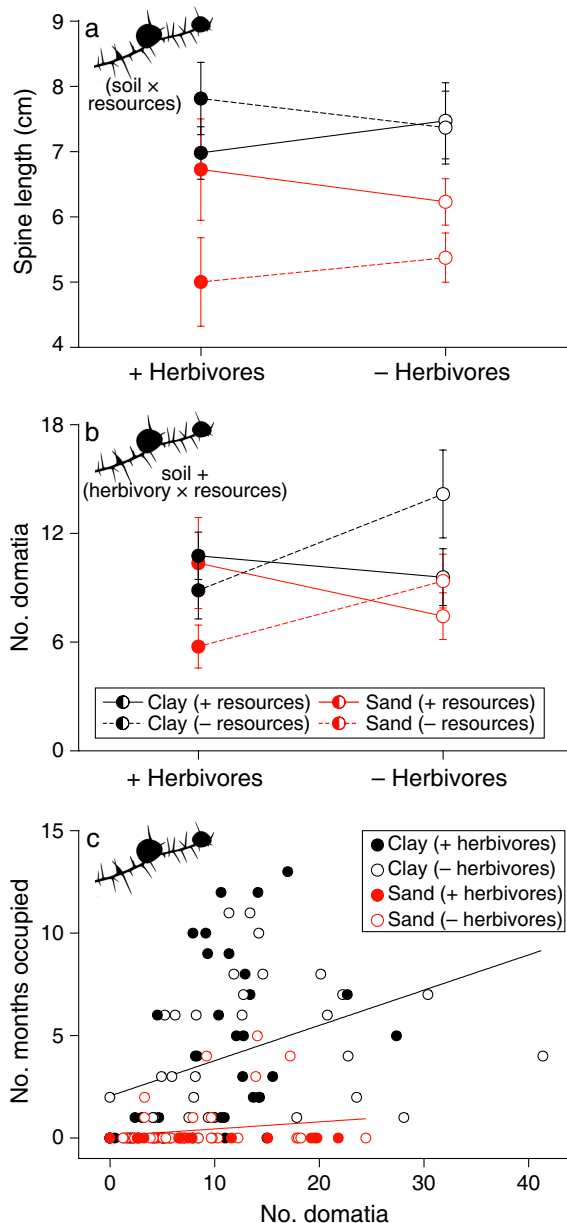 a
(soil ×
resources)
Spine length (cm)
9
8
7
6
5
4
+ Herbivores
– Herbivores
b
soil +
(herbivory × resources)
No. domatia
18
12
6
0
Clay (+ resources)
Sand (+ resources)
Clay (– resources)
Sand (– resources)
+ Herbivores
– Herbivores
c
Clay (+ herbivores)
Clay (– herbivores)
Sand (+ herbivores)
Sand (– herbivores)
No. months occupied
15
10
5
0
0
10
20
30
40
No. domatia